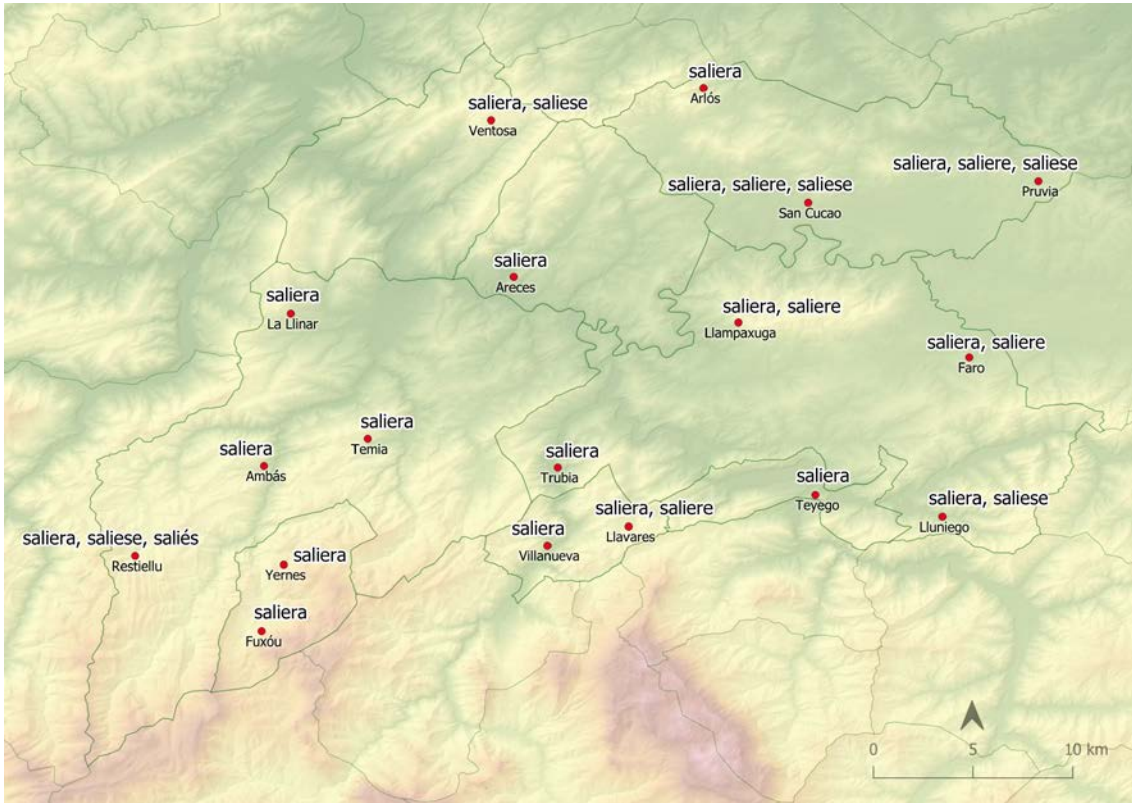 saliera
Arlós
saliera, saliese
Ventosa
saliera, saliere, saliese
Pruvia
saliera, saliere, saliese
San Cucao
saliera
Areces
saliera
La Llinar
saliera, saliere
Llampaxuga
saliera, saliere
Faro
saliera
Temia
saliera
Ambás
saliera
Trubia
saliera
Teyego
saliera, saliese
Lluniego
saliera, saliere
Llavares
saliera
Villanueva
saliera, saliese, saliés
Restiellu
saliera
Yernes
saliera
Fuxóu
0 5 10 km